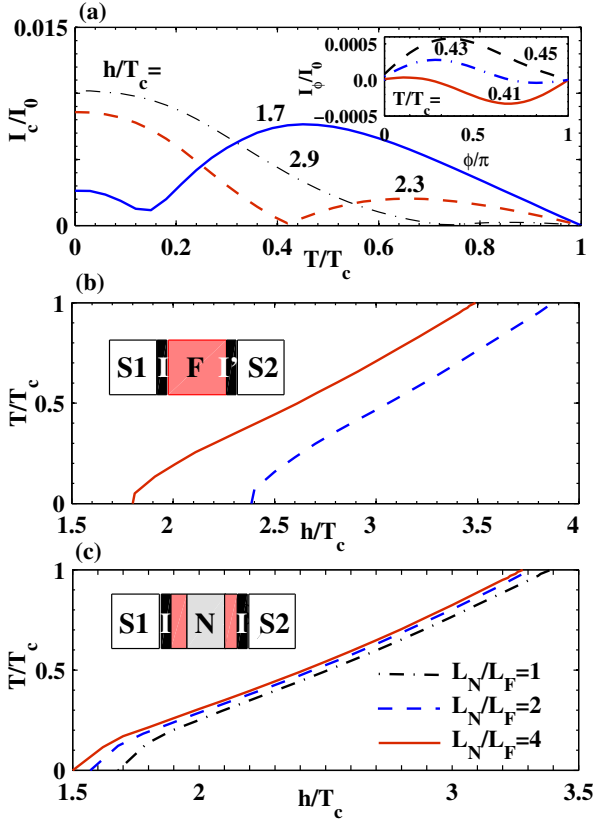 (a)
0.015
h/T_c=
1.7
2.9
2.3
I_c/I_0
0
0 0.2 0.4 0.6 0.8 1
T/T_c
0.0005
0.0
−0.0005
I_ϕ/I_0
0.43
0.45
0.41
T/T_c=
0 0.5 1
ϕ/π
(b)
1
0.5
0
T/T_c
S1 I F I' S2
1.5 2 2.5 3 3.5 4
h/T_c
(c)
1
0.5
0
T/T_c
S1 I N I S2
L_N/L_F=1
L_N/L_F=2
L_N/L_F=4
1.5 2 2.5 3 3.5
h/T_c